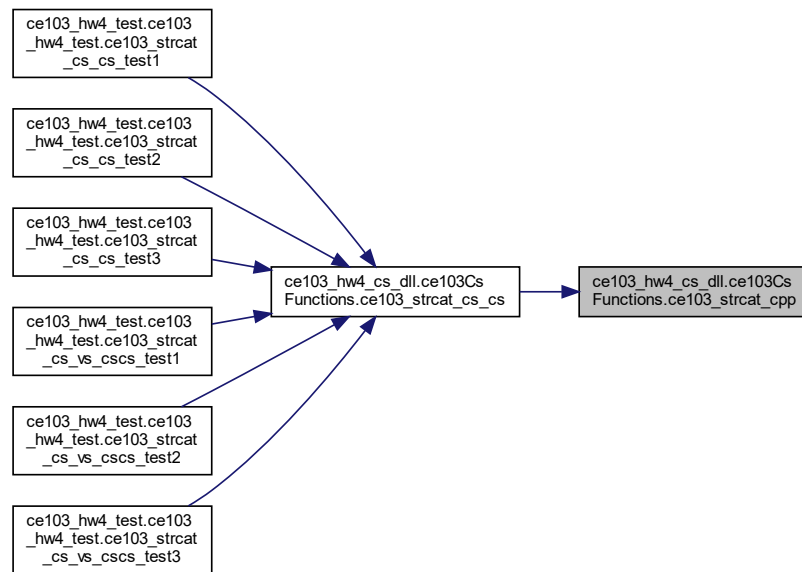 ce103_hw4_test.ce103
_hw4_test.ce103_strcat
_cs_cs_test1
ce103_hw4_test.ce103
_hw4_test.ce103_strcat
_cs_cs_test2
ce103_hw4_test.ce103
_hw4_test.ce103_strcat
_cs_cs_test3
ce103_hw4_cs_dll.ce103Cs
Functions.ce103_strcat_cs_cs
ce103_hw4_cs_dll.ce103Cs
Functions.ce103_strcat_cpp
ce103_hw4_test.ce103
_hw4_test.ce103_strcat
_cs_vs_cscs_test1
ce103_hw4_test.ce103
_hw4_test.ce103_strcat
_cs_vs_cscs_test2
ce103_hw4_test.ce103
_hw4_test.ce103_strcat
_cs_vs_cscs_test3